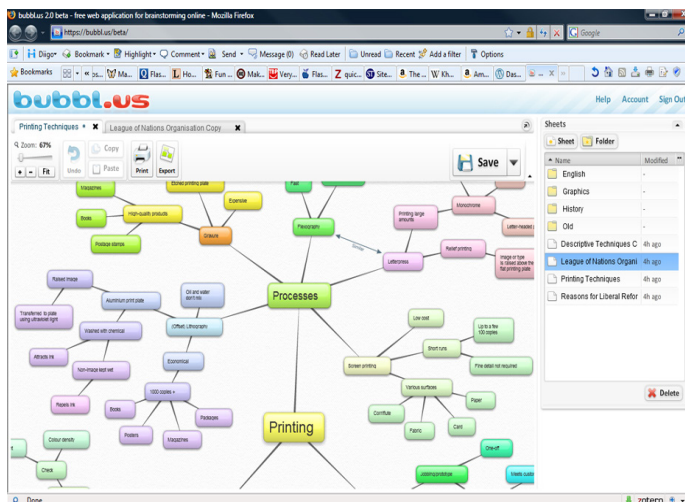 bubbl.us 2.0 beta - free web application for brainstorming online - Mozilla Firefox
https://bubbl.us/beta/
Google
Diigo Bookmark Highlight Comment Send Message (0) Read Later Unread Recent Add a filter Options
Bookmarks
bubbl.us
Help Account Sign Out
Printing Techniques * League of Nations Organisation Copy
Zoom: 67%
Fit
Undo
Copy
Paste
Print
Export
Save
Sheets
Sheet Folder
Name Modified
English
Graphics
History
Old
Descriptive Techniques C 4h ago
League of Nations Organi 4h ago
Printing Techniques 4h ago
Reasons for Liberal Refor 4h ago
Delete
Magazines
Etched printing plate
Fast
Expensive
Books
High-quality products
Postage stamps
Gravure
Flexography
Similar
Printing large
amounts
Monochrome
Letter-headed
Letterpress
Relief printing
Image or type
is raised above the
flat printing plate
Processes
Raised image
Aluminium print plate
Oil and water
don't mix
Transferred to plate
using ultraviolet light
Washed with chemical
(Offset) Lithography
Attracts ink
Non-image kept wet
Economical
Repels ink
1000 copies +
Books
Posters
Magazines
Packages
Low cost
Up to a few
100 copies
Short runs
Screen printing
Fine detail not required
Various surfaces
Paper
Corriflute
Fabric
Card
Printing
Colour density
Check
One-off
Done
zotero